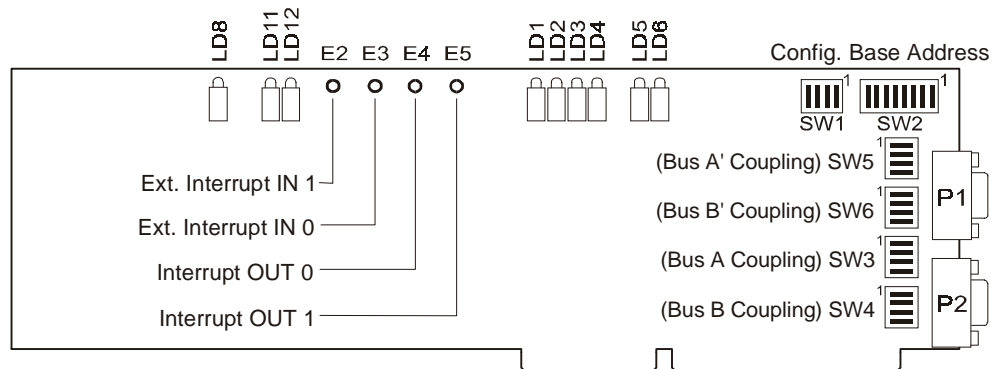 LD8 LD11 LD12 E2 E3 E4 E5 LD1 LD2 LD3 LD4 LD5 LD6
Config. Base Address
1 1
SW1 SW2
(Bus A' Coupling) SW5 1
P1
Ext. Interrupt IN 1
(Bus B' Coupling) SW6 1
Ext. Interrupt IN 0
(Bus A Coupling) SW3 1
Interrupt OUT 0
(Bus B Coupling) SW4 1
P2
Interrupt OUT 1